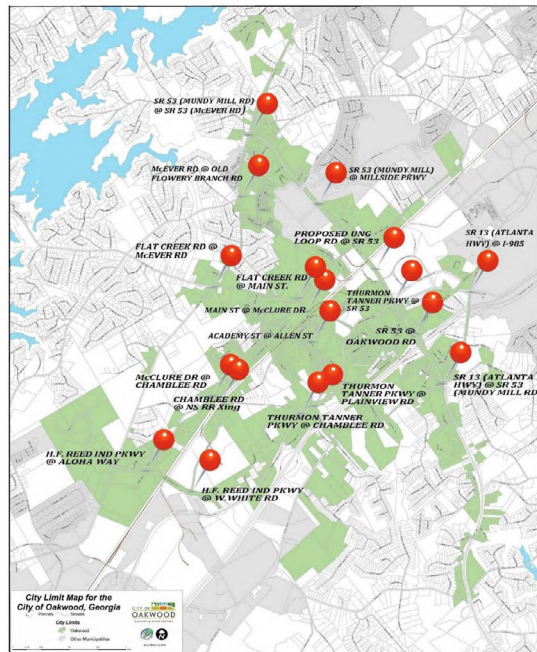 SR 53 (MUNDY MILL RD)
@ SR 53 (McEVER RD)
McEVER RD @ OLD
FLOWERY BRANCH RD
SR 53 (MUNDY MILL)
@ MILLSIDE PKWY
PROPOSED UNG
LOOP RD @ SR 53
SR 13 (ATLANTA
HWY) @ I-985
FLAT CREEK RD @
McEVER RD
FLAT CREEK RD
@ MAIN ST.
THURMON
TANNER PKWY @
SR 53
MAIN ST @ McCLURE DR
SR 53 @
OAKWOOD RD
ACADEMY ST @ ALLEN ST
McCLURE DR @
CHAMBLEE RD
SR 13 (ATLANTA
HWY) @ SR 53
(MUNDY MILL RD)
THURMON
TANNER PKWY @
PLAINVIEW RD
CHAMBLEE RD
@ NS RR Xing
THURMON TANNER
PKWY @ CHAMBLEE RD
H.F. REED IND PKWY
@ ALOHA WAY
H.F. REED IND PKWY
@ W.WHITE RD
City Limit Map for the
City of Oakwood, Georgia
City Limits
Oakwood
Other Municipalities
CITY OF
OAKWOOD